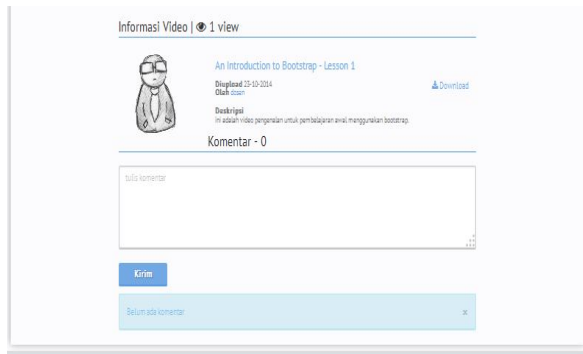 Informasi Video | 1 view
An Introduction to Bootstrap - Lesson 1
Diupload 23-10-2014
Download
Olah dosen
Deskripsi
Ini adalah video pengenalan untuk pembelajaran awal menggunakan bootstrap.
Komentar - 0
tulis komentar
Kirim
Belum ada komentar
×